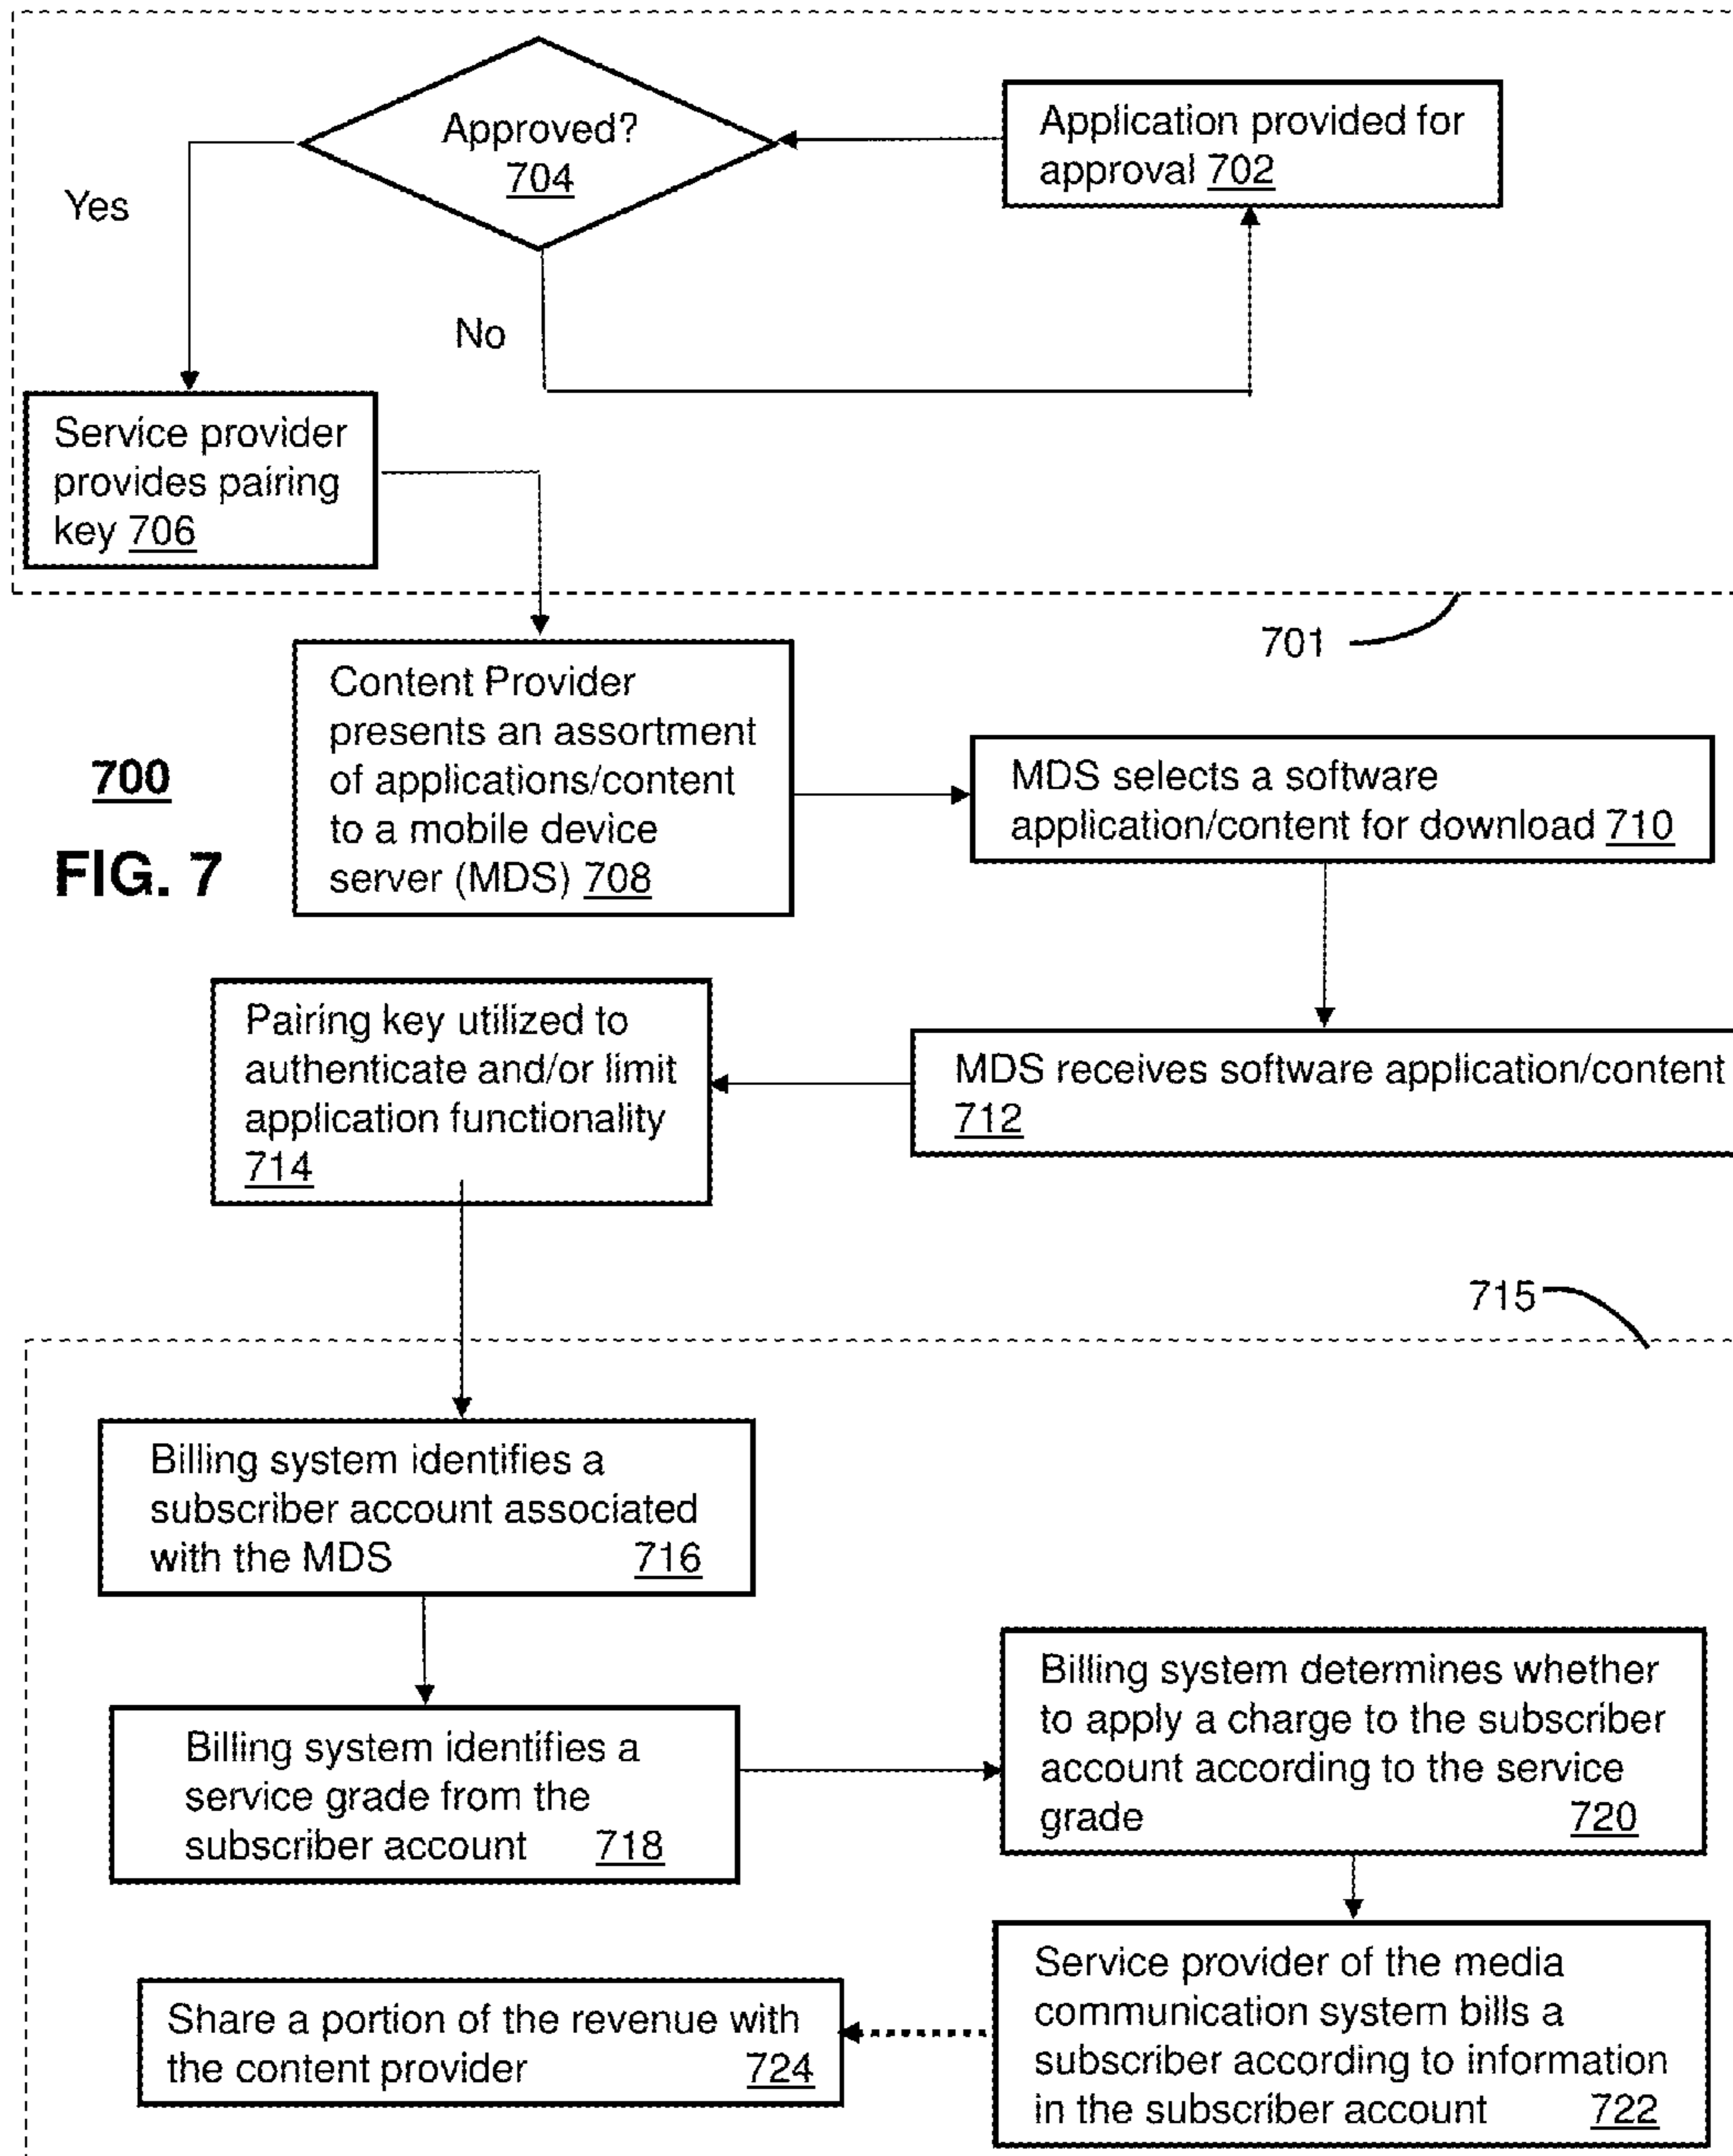 Approved?
704
Application provided for
approval 702
Yes
No
Service provider
provides pairing
key 706
701
Content Provider
presents an assortment
of applications/content
to a mobile device
server (MDS) 708
700
FIG. 7
MDS selects a software
application/content for download 710
Pairing key utilized to
authenticate and/or limit
application functionality
714
MDS receives software application/content
712
715
Billing system identifies a
subscriber account associated
with the MDS 716
Billing system identifies a
service grade from the
subscriber account 718
Billing system determines whether
to apply a charge to the subscriber
account according to the service
grade 720
Service provider of the media
communication system bills a
subscriber according to information
in the subscriber account 722
Share a portion of the revenue with
the content provider 724